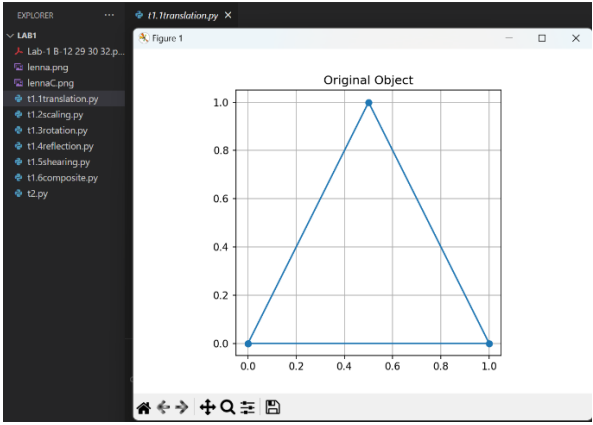 EXPLORER ...
LAB1
Lab-1 B-12 29 30 32.p...
lenna.png
lennaC.png
t1.1translation.py
t1.2scaling.py
t1.3rotation.py
t1.4reflection.py
t1.5shearing.py
t1.6composite.py
t2.py
t1.1translation.py
Figure 1
Original Object
1.0
0.8
0.6
0.4
0.2
0.0
0.0 0.2 0.4 0.6 0.8 1.0